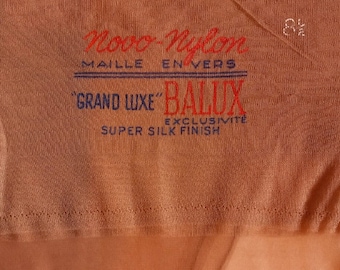 8½
Novo-Nylon
MAILLE ENVERS
"GRAND LUXE" BALUX
EXCLUSIVITÉ
SUPER SILK FINISH